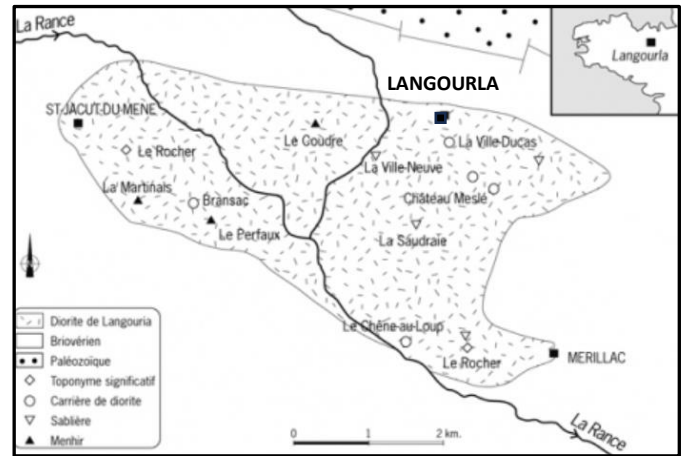 La Rance
LANGOURLA
Langourla
ST-JACUT-DU-MENE
Le Coudre
La Ville-Ducas
Le Rocher
La Ville-Neuve
La Martinais
Bransac
Château Meslé
Le Perfaux
La Saudraie
Le Chêne-au-Loup
Le Rocher
MERILLAC
La Rance
Diorite de Langouria
Briovérien
Paléozoïque
Toponyme significatif
Carrière de diorite
Sablière
Menhir
0 1 2 km.